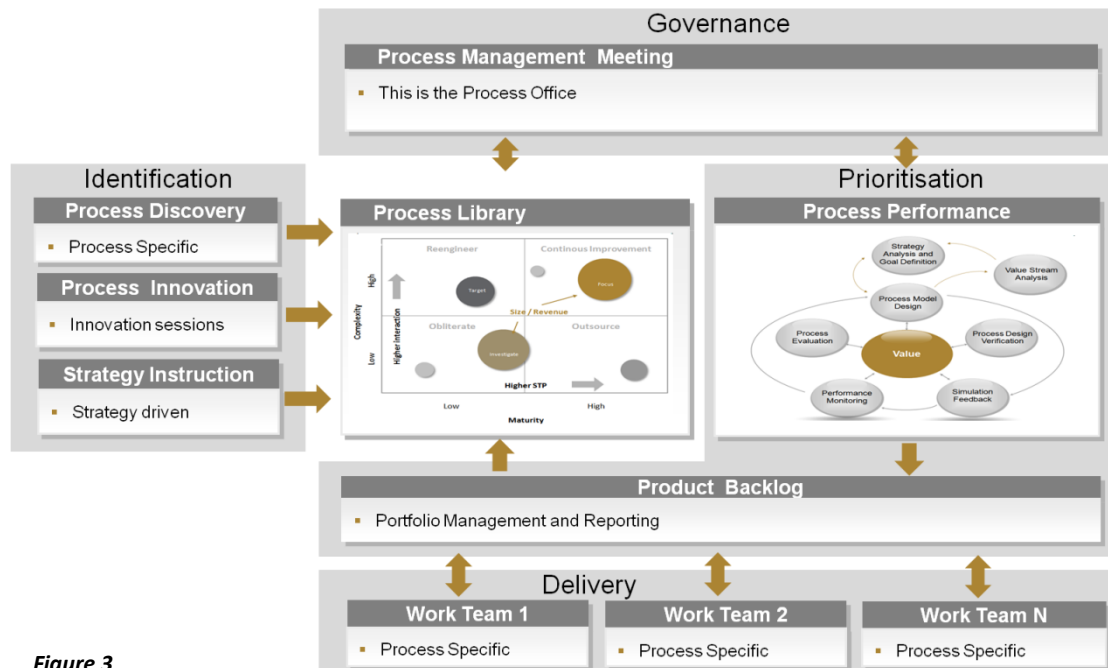 Governance
Process Management Meeting
▪ This is the Process Office
Identification
Process Discovery
▪ Process Specific
Process Innovation
▪ Innovation sessions
Strategy Instruction
▪ Strategy driven
Process Library
Reengineer
Continous Improvement
Target
Focus
Size / Revenue
Obliterate
Outsource
Investigate
Higher STP
Complexity
Higher interaction
High
Low
Low
High
Maturity
Prioritisation
Process Performance
Strategy
Analysis and
Goal Definition
Value Stream
Analysis
Process Model
Design
Process
Evaluation
Process Design
Verification
Value
Performance
Monitoring
Simulation
Feedback
Product Backlog
▪ Portfolio Management and Reporting
Delivery
Work Team 1
▪ Process Specific
Work Team 2
▪ Process Specific
Work Team N
▪ Process Specific
Figure 3